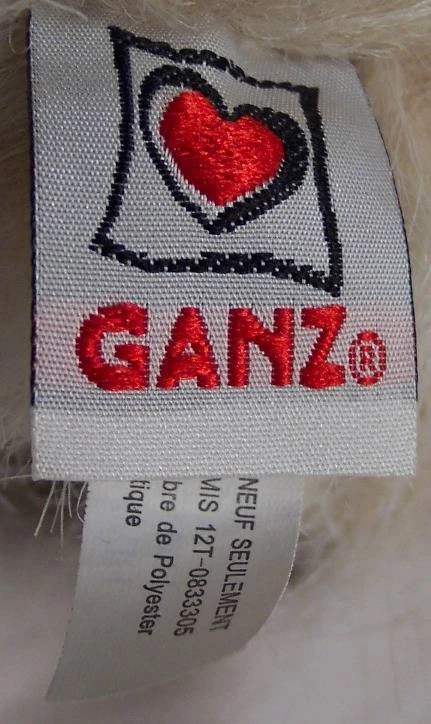 GANZ®
NEUF SEULEMENT
MIS 12T-0833305
bre de Polyester
tique